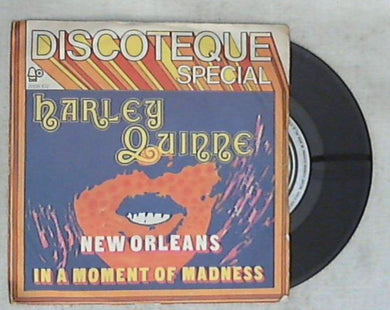 DISCOTEQUE
SPECIAL
HARLEY
QUINNE
NEW ORLEANS
IN A MOMENT OF MADNESS